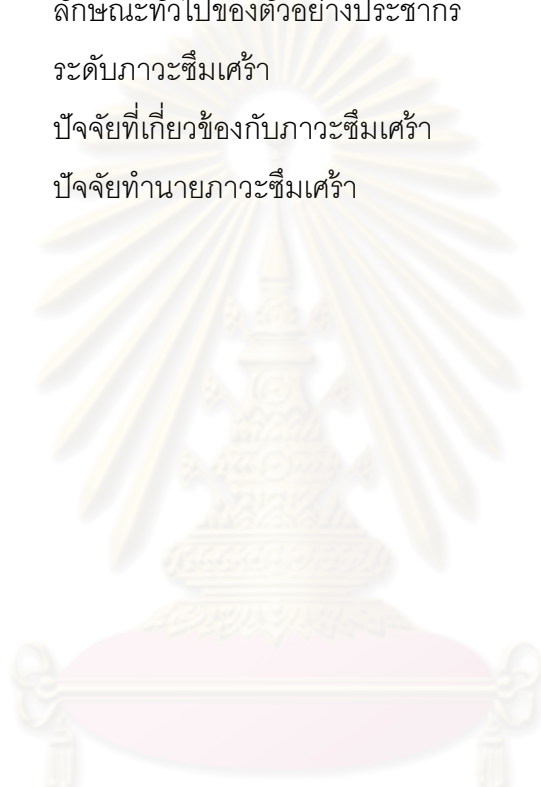 ลักษณะทั่วไปของตัวอย่างประชากร
ระดับภาวะซึมเศร้า
ปัจจัยที่เกี่ยวข้องกับภาวะซึมเศร้า
ปัจจัยทำนายภาวะซึมเศร้า